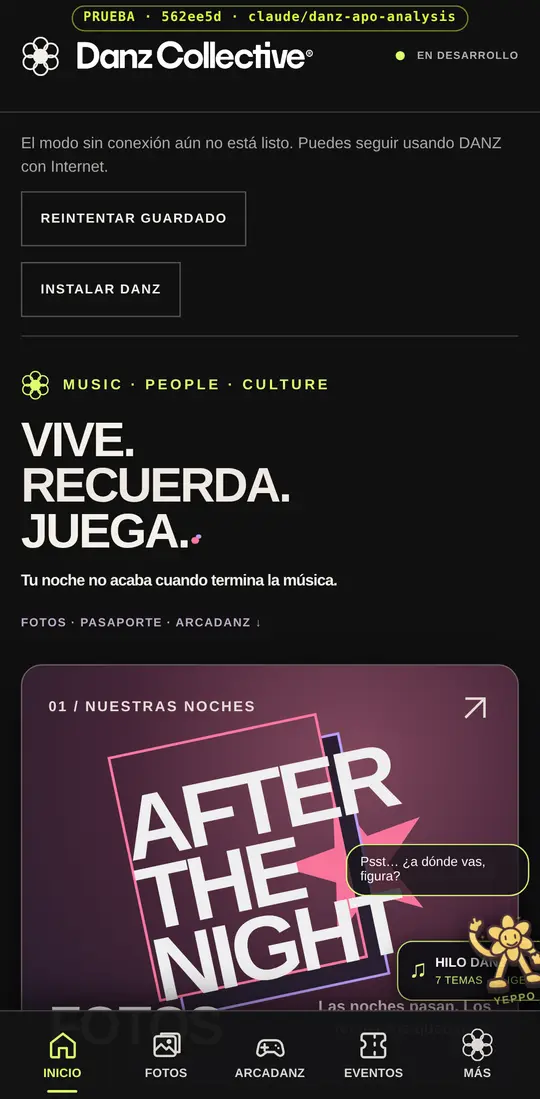 PRUEBA · 562ee5d · claude/danz-apo-analysis
Danz Collective®
EN DESARROLLO
El modo sin conexión aún no está listo. Puedes seguir usando DANZ
con Internet.
REINTENTAR GUARDADO
INSTALAR DANZ
MUSIC · PEOPLE · CULTURE
VIVE.
RECUERDA.
JUEGA.
Tu noche no acaba cuando termina la música.
FOTOS · PASAPORTE · ARCADANZ ↓
01 / NUESTRAS NOCHES
AFTER
THE
NIGHT
Psst… ¿a dónde vas,
figura?
HILO DAN
7 TEMAS
YEPPO
Las noches pasan. Los
FOTOS
INICIO
FOTOS
ARCADANZ
EVENTOS
MÁS